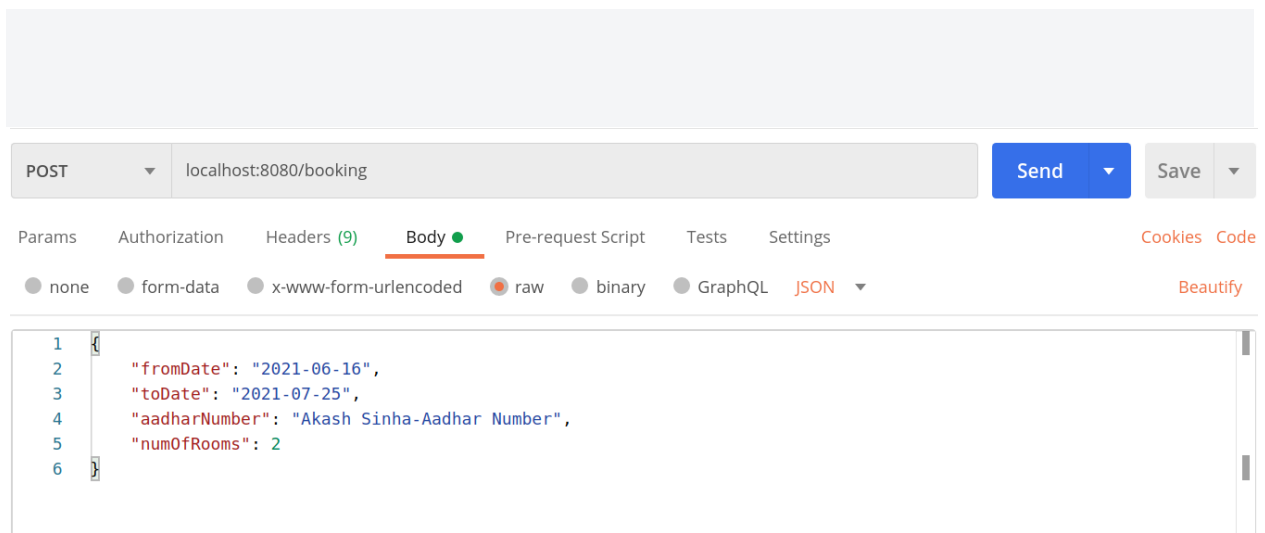 POST localhost:8080/booking Send Save
Params Authorization Headers (9) Body Pre-request Script Tests Settings Cookies Code
none form-data x-www-form-urlencoded raw binary GraphQL JSON Beautify
1 {
2 "fromDate": "2021-06-16",
3 "toDate": "2021-07-25",
4 "aadharNumber": "Akash Sinha-Aadhar Number",
5 "numOfRooms": 2
6 }